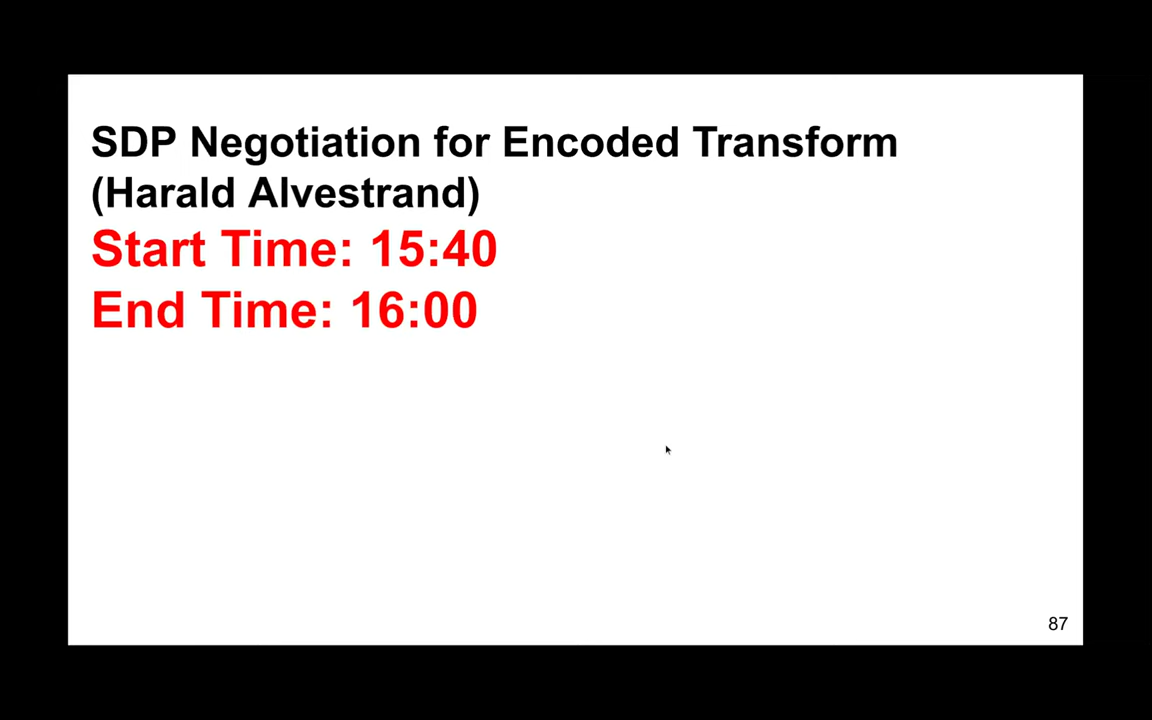 SDP Negotiation for Encoded Transform
(Harald Alvestrand)
Start Time: 15:40
End Time: 16:00
87